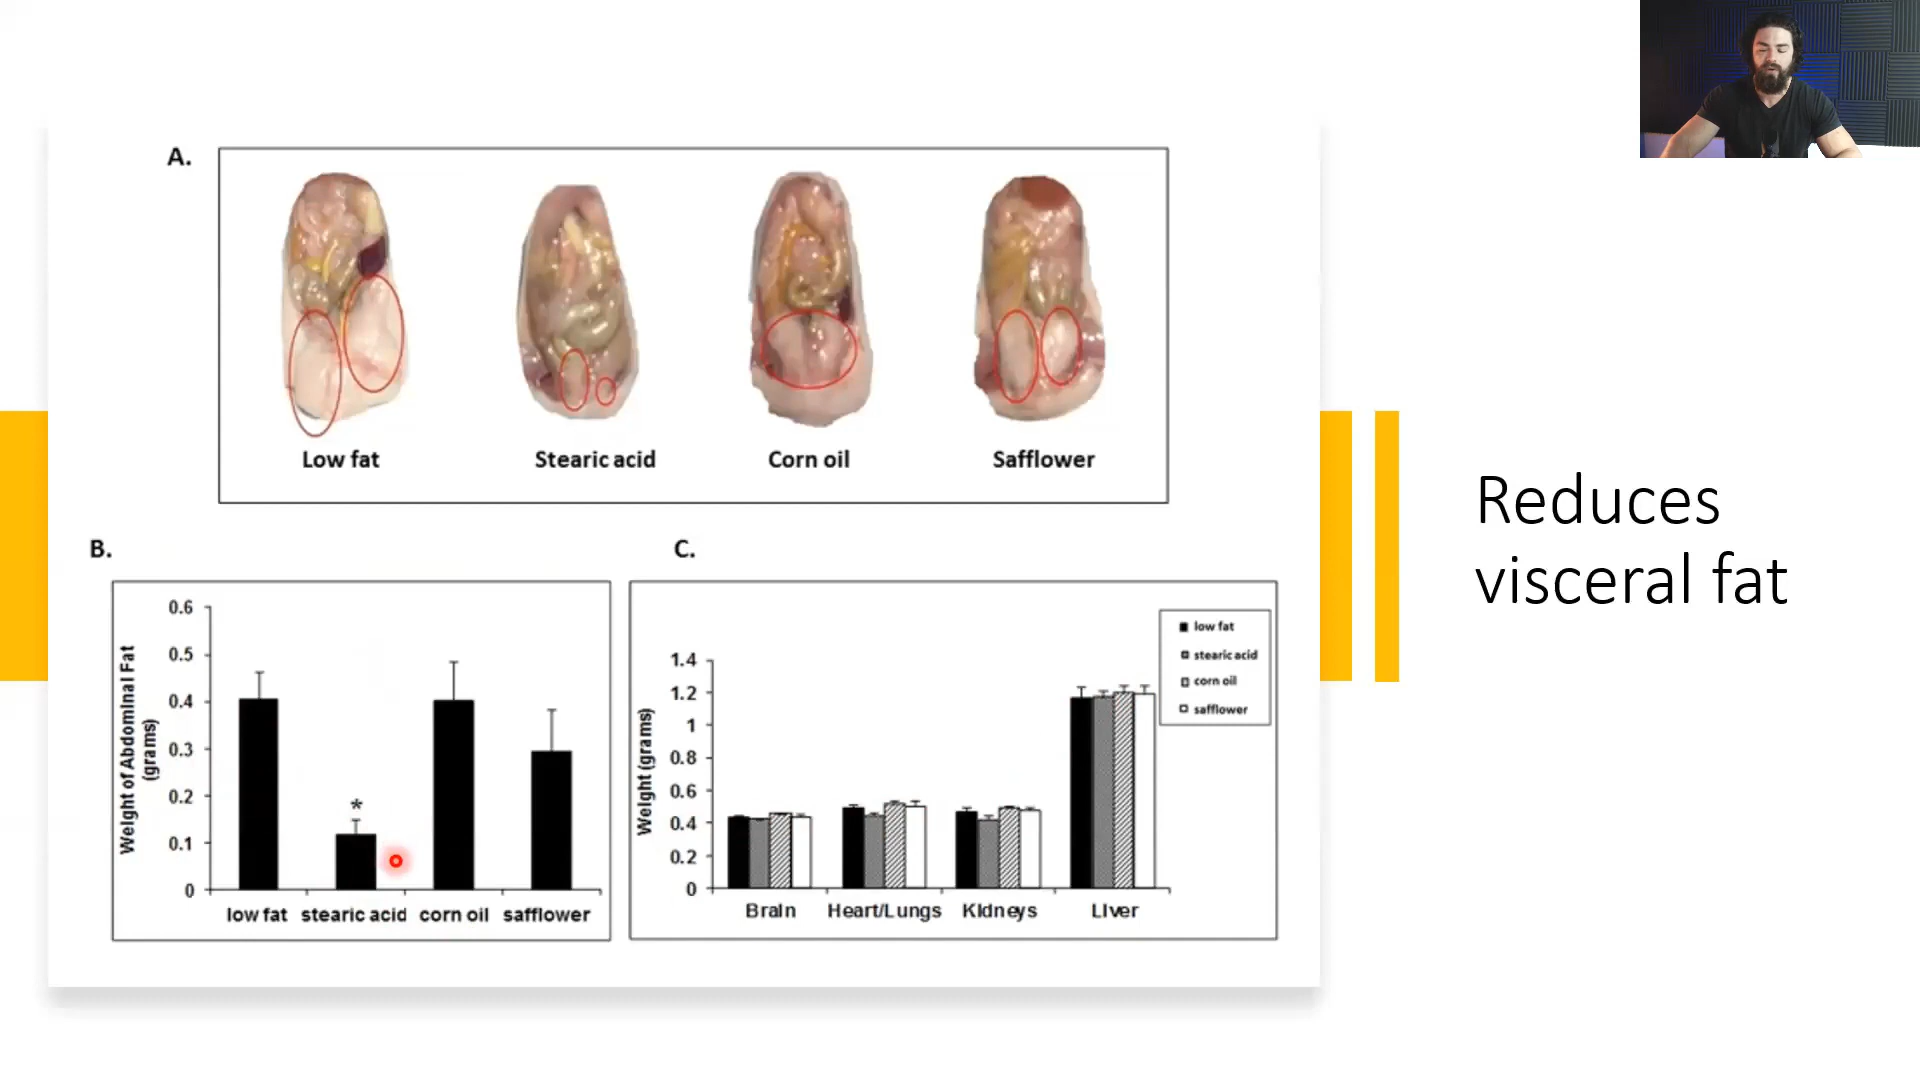 A.
Low fat
Stearic acid
Corn oil
Safflower
B.
Weight of Abdominal Fat
(grams)
0.6
0.5
0.4
0.3
0.2
0.1
0
*
low fat
stearic acid
corn oil
safflower
C.
Weight (grams)
1.4
1.2
1
0.8
0.6
0.4
0.2
0
Brain
Heart/Lungs
Kidneys
Liver
low fat
stearic acid
corn oil
safflower
Reduces
visceral fat